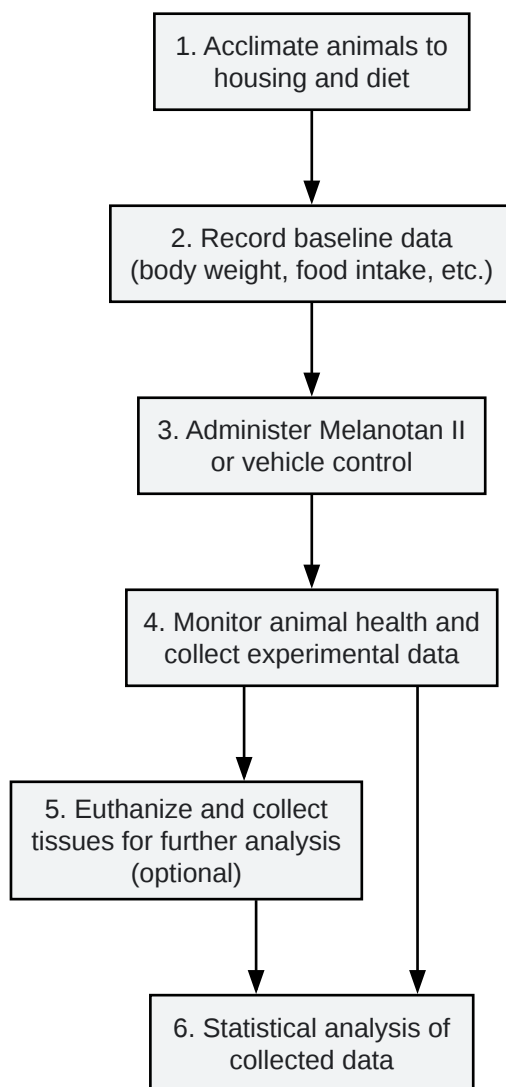 1. Acclimate animals to
housing and diet
2. Record baseline data
(body weight, food intake, etc.)
3. Administer Melanotan II
or vehicle control
4. Monitor animal health and
collect experimental data
5. Euthanize and collect
tissues for further analysis
(optional)
6. Statistical analysis of
collected data